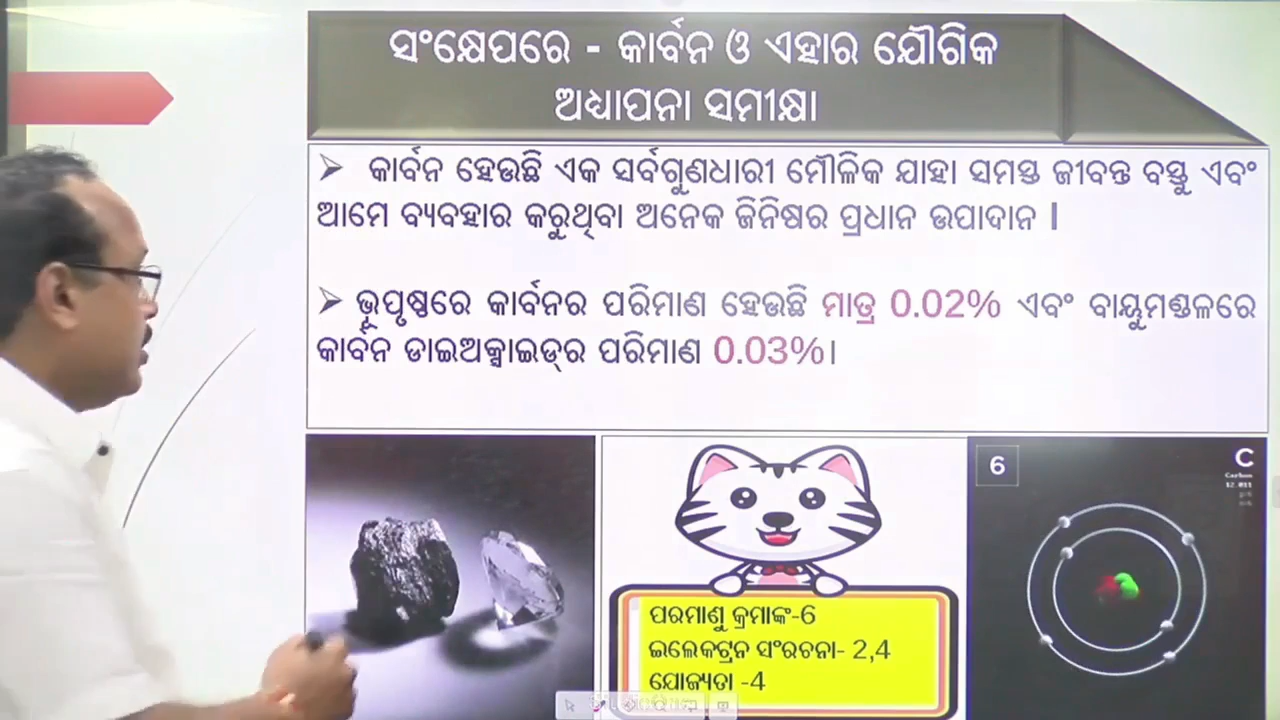 ସଂକ୍ଷେପରେ - କାର୍ବନ ଓ ଏହାର ଯୌଗିକ
ଅଧ୍ୟାପନା ସମୀକ୍ଷା
➢ କାର୍ବନ ହେଉଛି ଏକ ସର୍ବଗୁଣଧାରୀ ମୌଳିକ ଯାହା ସମସ୍ତ ଜୀବନ୍ତ ବସ୍ତୁ ଏବଂ
ଆମେ ବ୍ୟବହାର କରୁଥିବା ଅନେକ ଜିନିଷର ପ୍ରଧାନ ଉପାଦାନ |
➢ ଭୂପୃଷ୍ଠରେ କାର୍ବନର ପରିମାଣ ହେଉଛି ମାତ୍ର 0.02% ଏବଂ ବାୟୁମଣ୍ଡଳରେ
କାର୍ବନ ଡାଇଅକ୍ସାଇଡ୍‌ର ପରିମାଣ 0.03%।
ପରମାଣୁ କ୍ରମାଙ୍କ-6
ଇଲେକଟ୍ରନ ସଂରଚନା- 2,4
ଯୋଜ୍ୟତା -4
6
C
Carbon
12.011